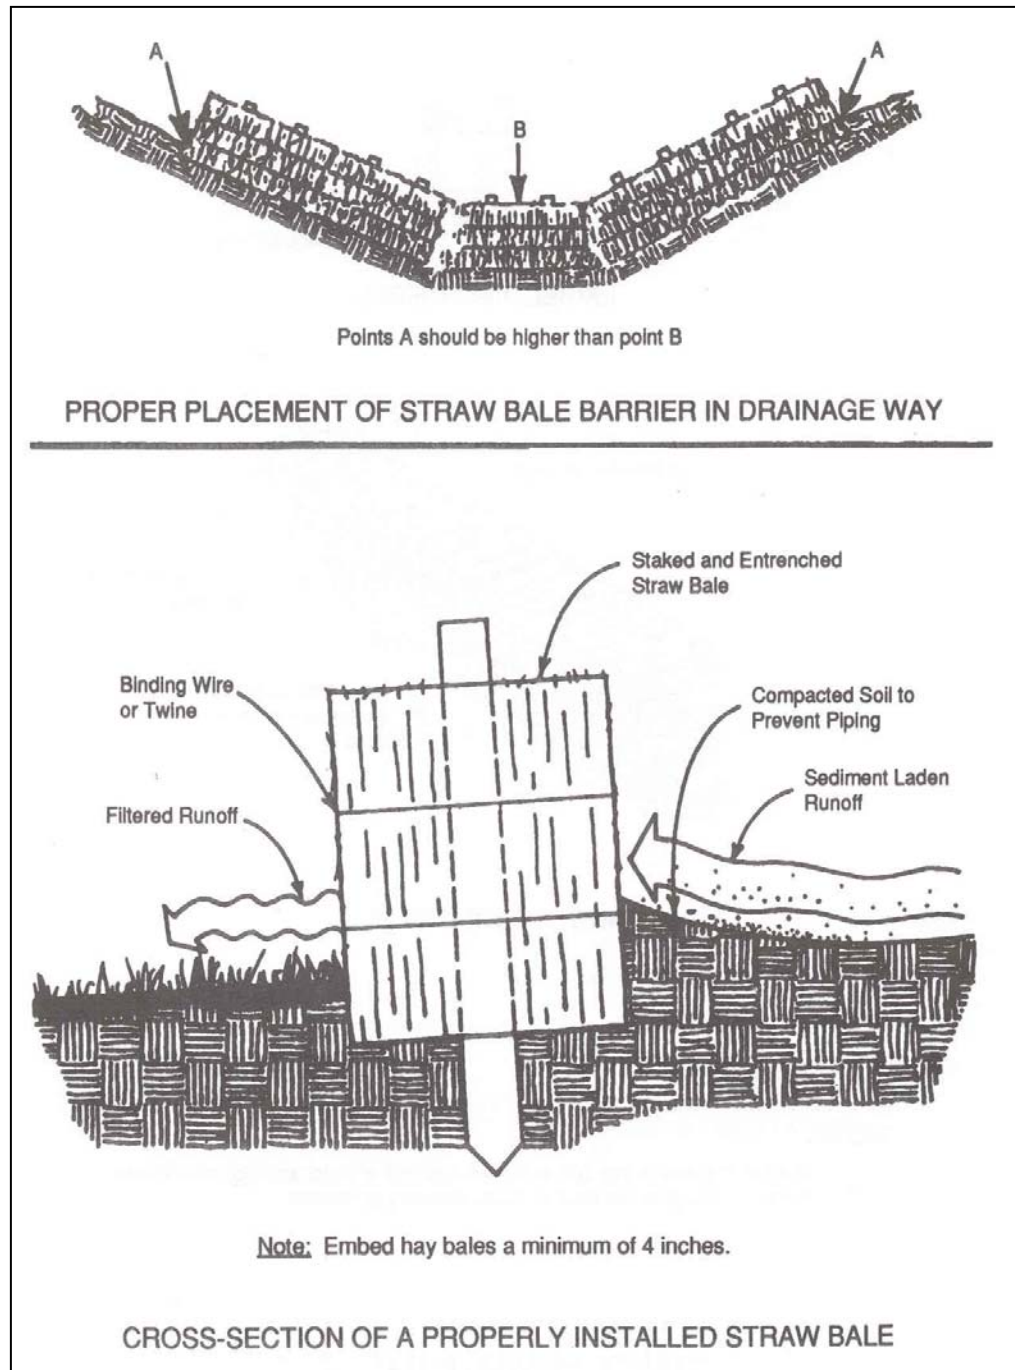 A
A
B
Points A should be higher than point B
PROPER PLACEMENT OF STRAW BALE BARRIER IN DRAINAGE WAY
Staked and Entrenched
Straw Bale
Binding Wire
or Twine
Compacted Soil to
Prevent Piping
Sediment Laden
Runoff
Filtered Runoff
Note: Embed hay bales a minimum of 4 inches.
CROSS-SECTION OF A PROPERLY INSTALLED STRAW BALE